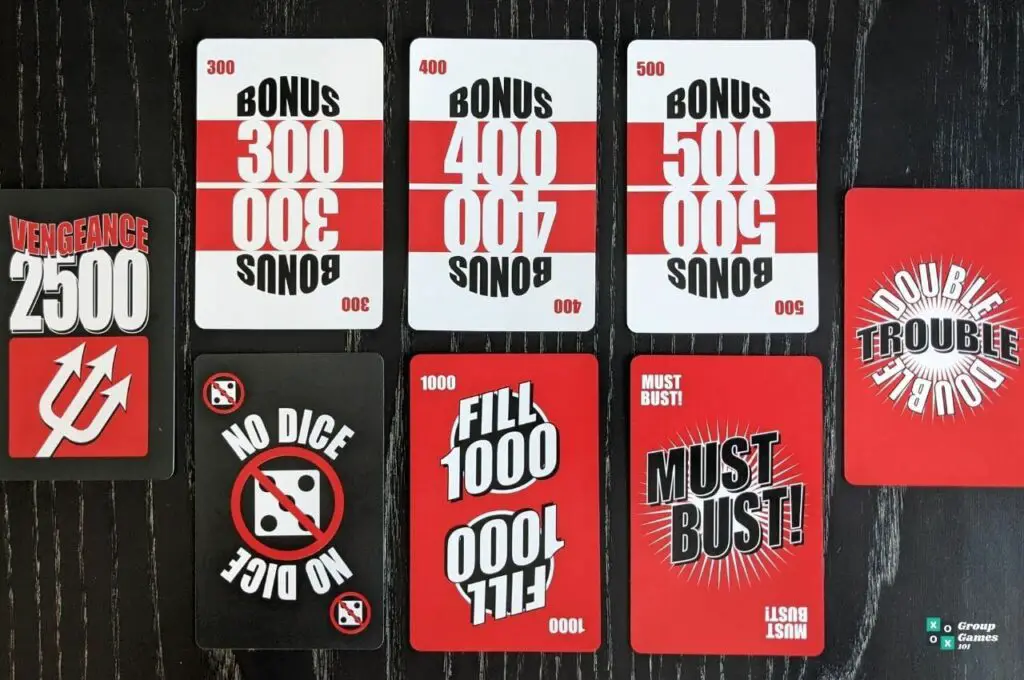 300
BONUS
300
300
BONUS
300
400
BONUS
400
400
BONUS
400
500
BONUS
500
500
BONUS
500
VENGEANCE
2500
DOUBLE
TROUBLE
DOUBLE
NO DICE
NO DICE
1000
FILL
1000
1000
FILL
1000
MUST
BUST!
MUST
BUST!
MUST
BUST!
X O
O X
Group
Games
101